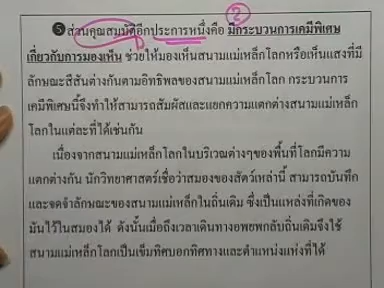 ②
❺ ส่วนคุณสมบัติอีกประการหนึ่งคือ มีกระบวนการเคมีพิเศษ
เกี่ยวกับการมองเห็น ช่วยให้มองเห็นสนามแม่เหล็กโลกหรือเห็นแสงที่มี
ลักษณะสีสันต่างกันตามอิทธิพลของสนามแม่เหล็กโลก กระบวนการ
เคมีพิเศษนี้จึงทำให้สามารถสัมผัสและแยกความแตกต่างสนามแม่เหล็ก
โลกในแต่ละที่ได้เช่นกัน
เนื่องจากสนามแม่เหล็กโลกในบริเวณต่างๆของพื้นที่โลกมีความ
แตกต่างกัน นักวิทยาศาสตร์เชื่อว่าสมองของสัตว์เหล่านี้ สามารถบันทึก
และจดจำลักษณะของสนามแม่เหล็กในถิ่นเดิม ซึ่งเป็นแหล่งที่เกิดของ
มันไว้ในสมองได้ ดังนั้นเมื่อถึงเวลาเดินทางอพยพกลับถิ่นเดิมจึงใช้
สนามแม่เหล็กโลกเป็นเข็มทิศบอกทิศทางและตำแหน่งแห่งที่ได้